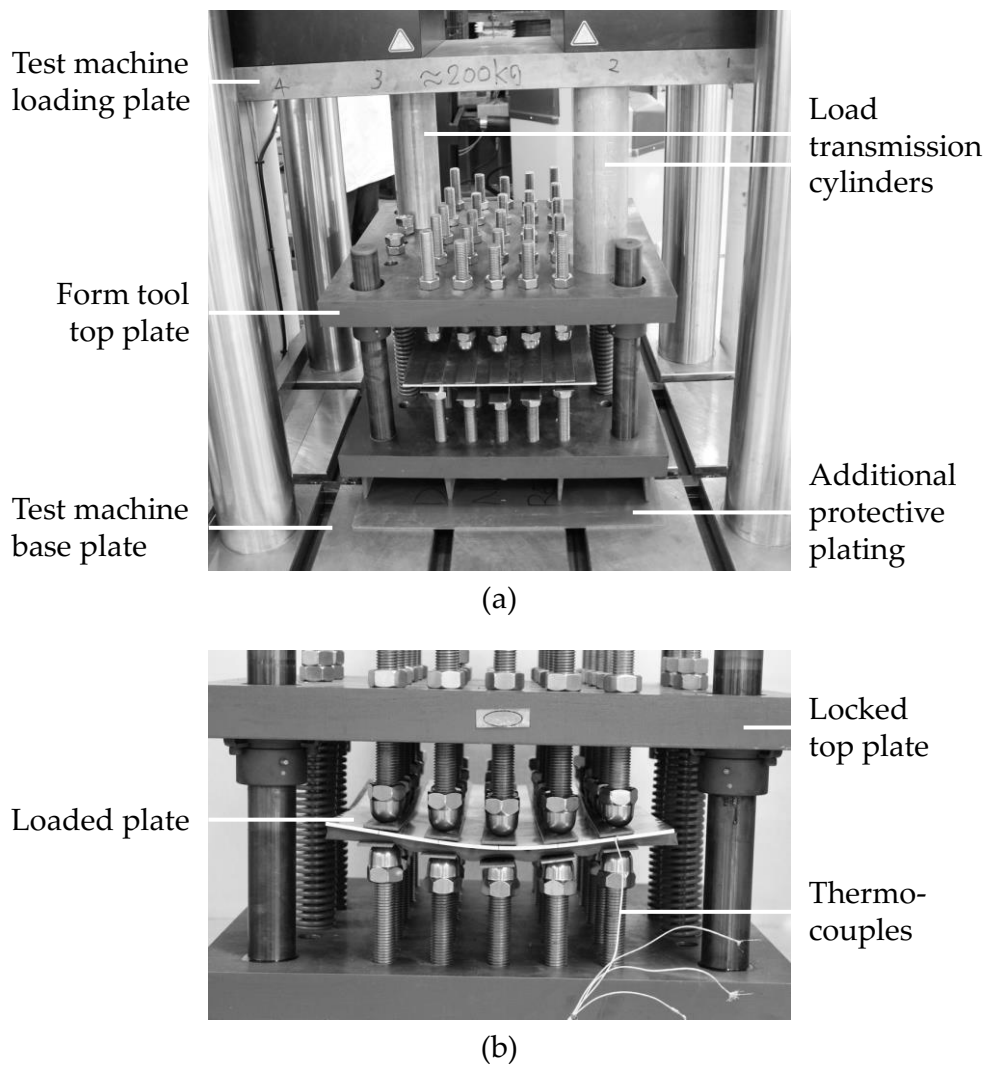 Test machine
loading plate
4 3 ≈200kg 2 1
Load
transmission
cylinders
Form tool
top plate
Test machine
base plate
Additional
protective
plating
(a)
Locked
top plate
Loaded plate
Thermo-
couples
(b)